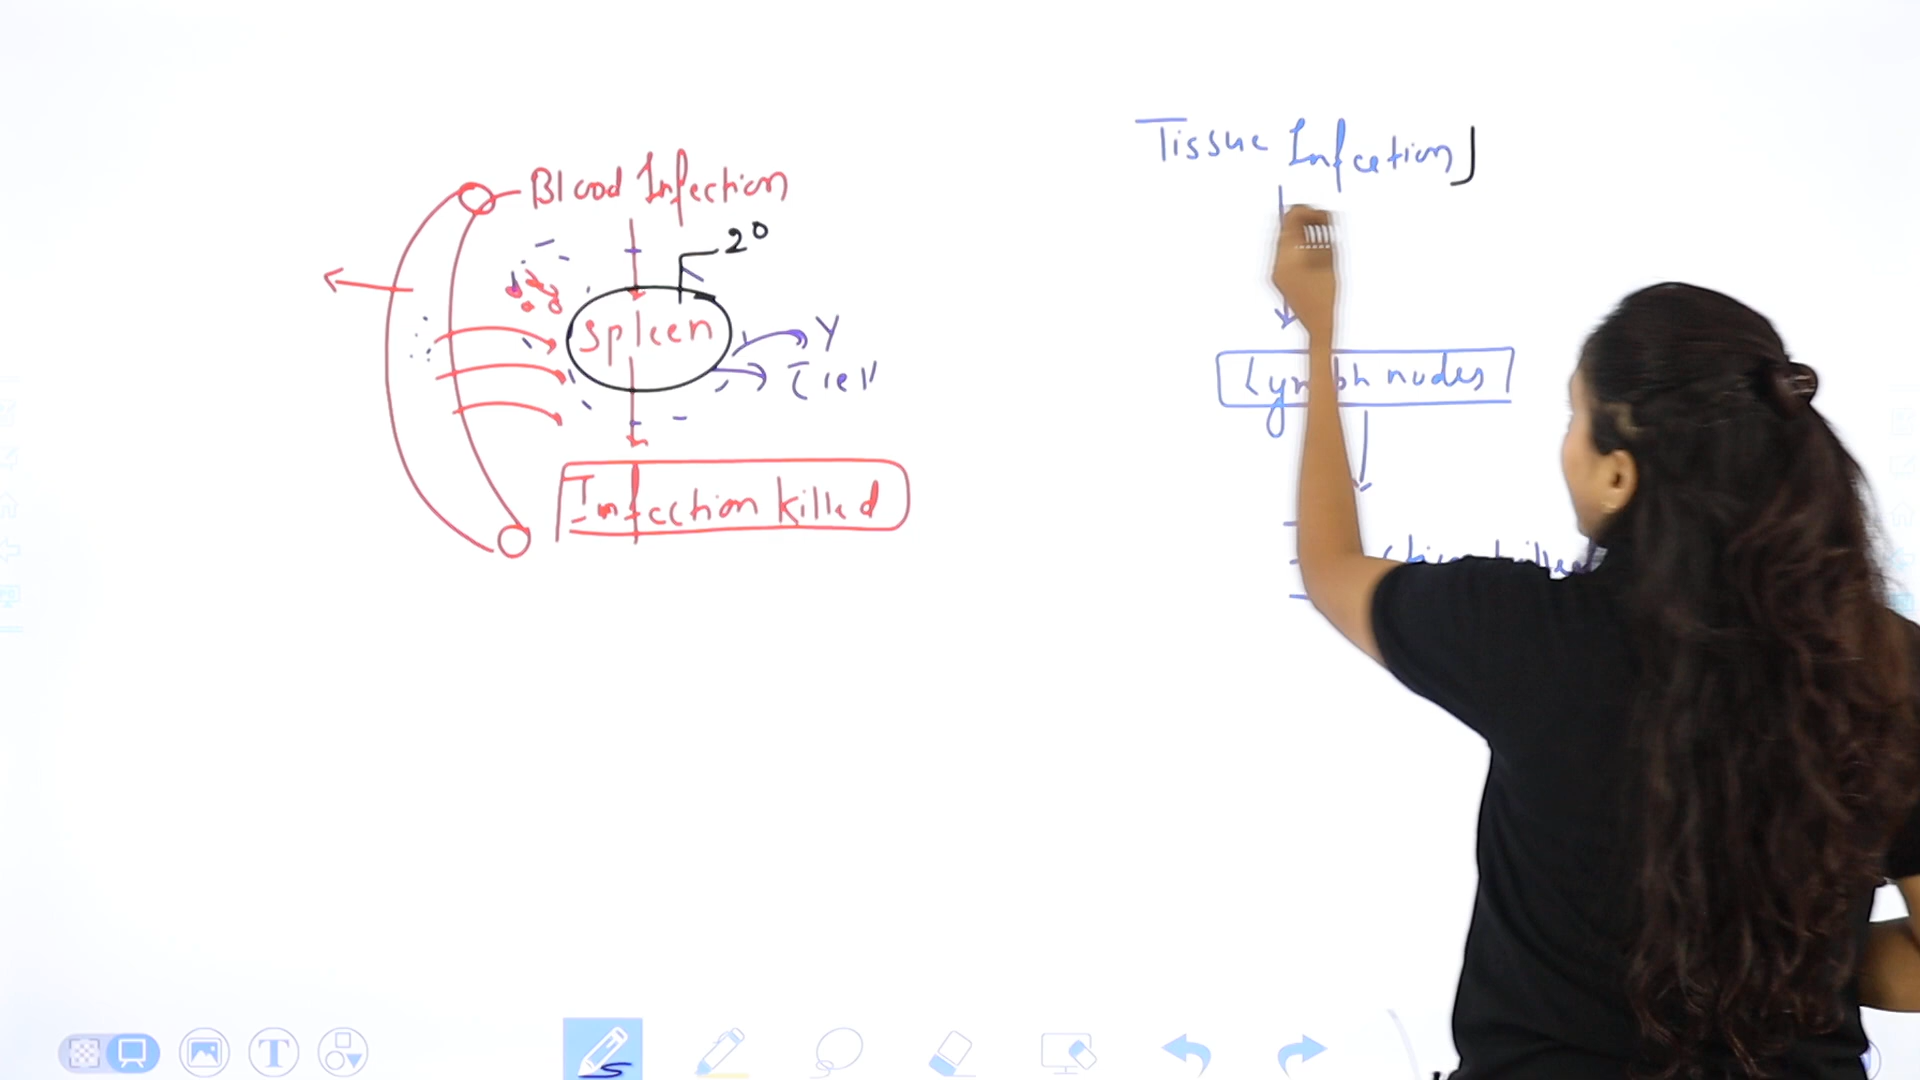 Blood Infection
2°
Spleen
Y
T Cell
Infection killed
Tissue Infection
Lymph nodes
T